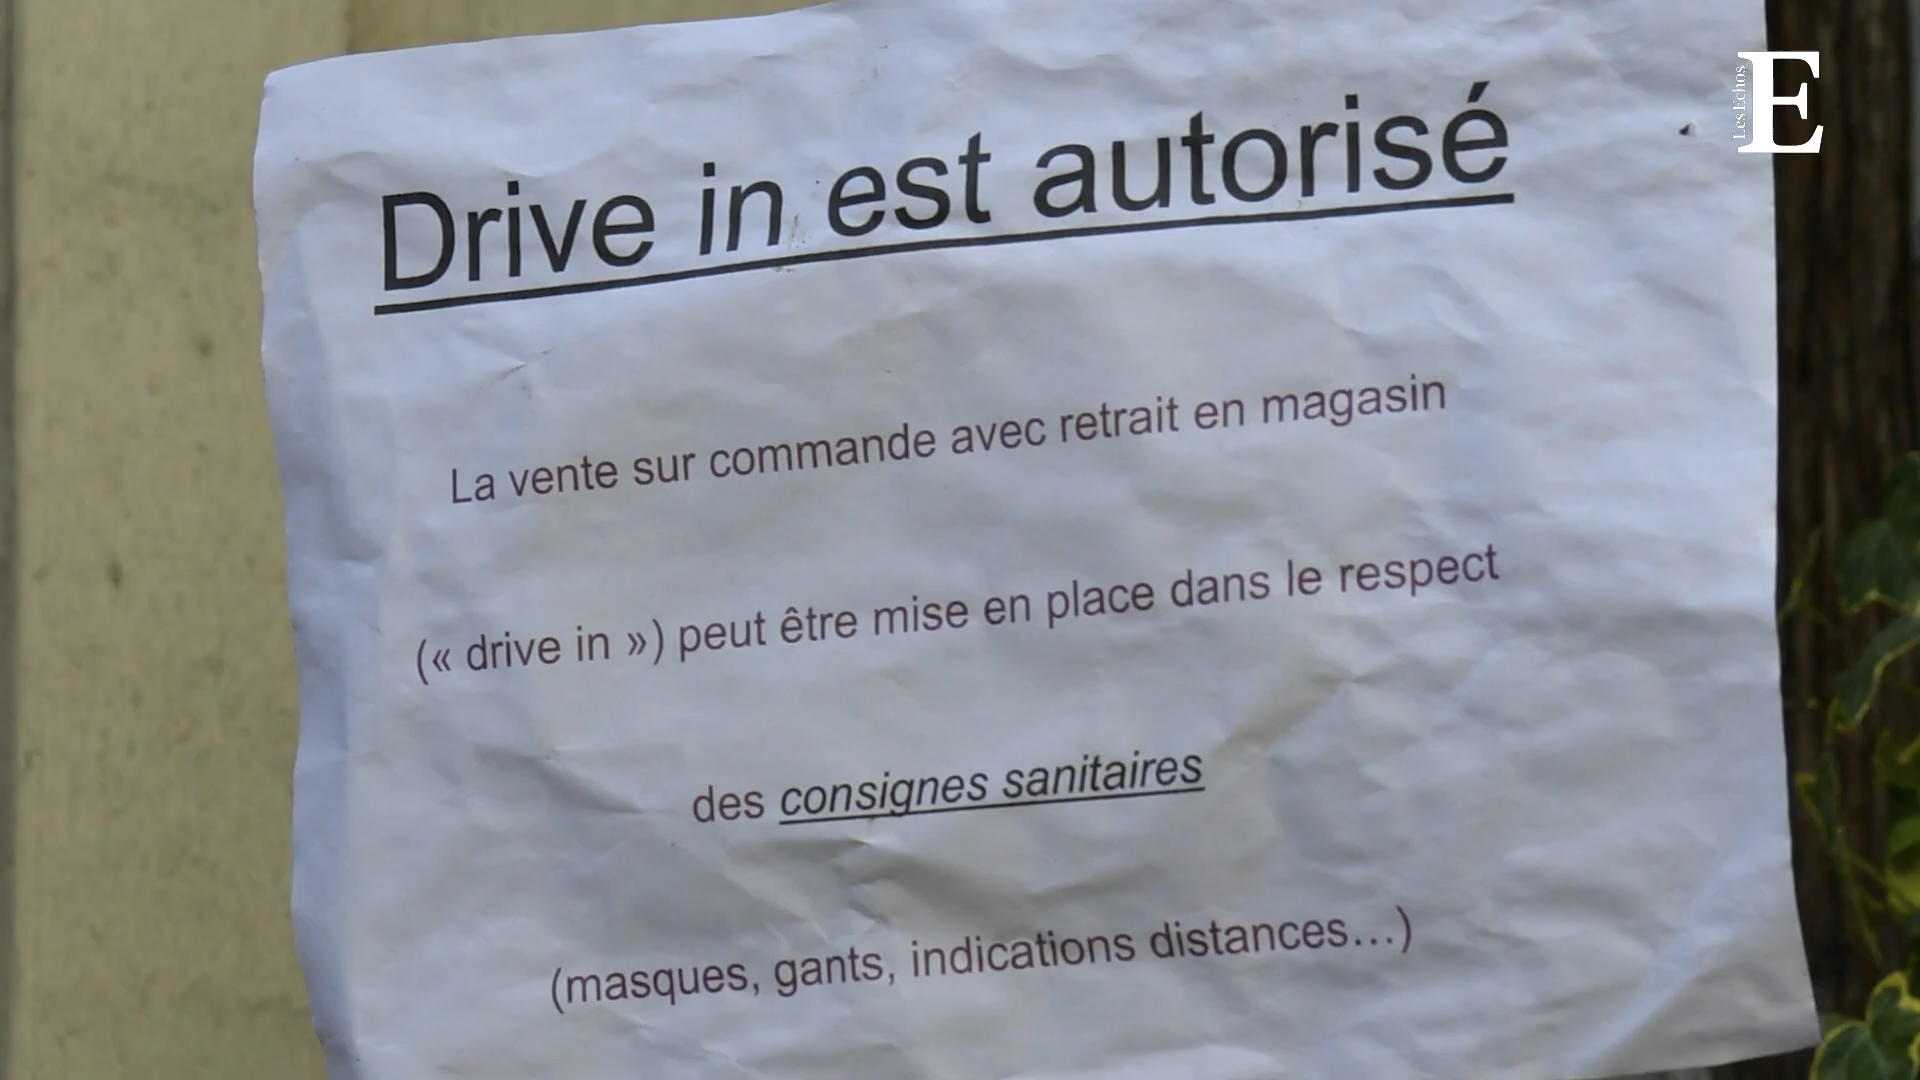 Drive in est autorisé
La vente sur commande avec retrait en magasin
(« drive in ») peut être mise en place dans le respect
des consignes sanitaires
(masques, gants, indications distances...)
Les Echos
E